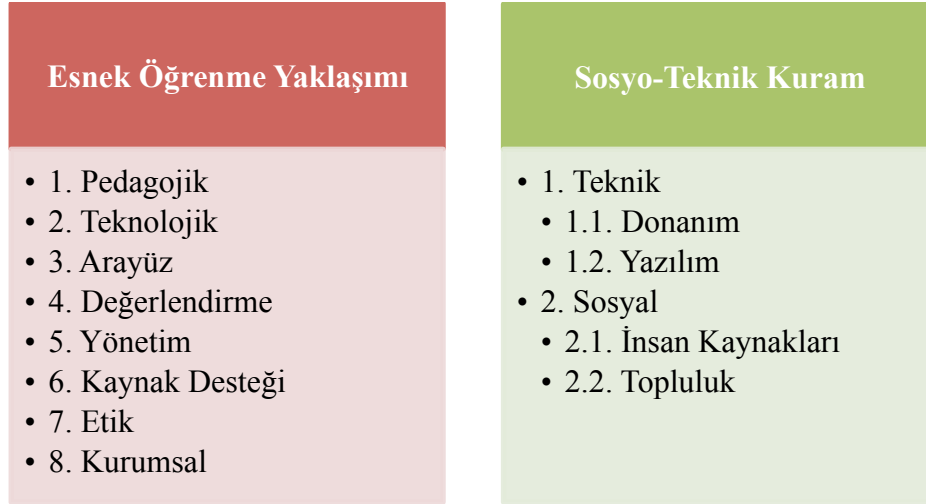 Esnek Öğrenme Yaklaşımı
• 1. Pedagojik
• 2. Teknolojik
• 3. Arayüz
• 4. Değerlendirme
• 5. Yönetim
• 6. Kaynak Desteği
• 7. Etik
• 8. Kurumsal
Sosyo-Teknik Kuram
• 1. Teknik
• 1.1. Donanım
• 1.2. Yazılım
• 2. Sosyal
• 2.1. İnsan Kaynakları
• 2.2. Topluluk